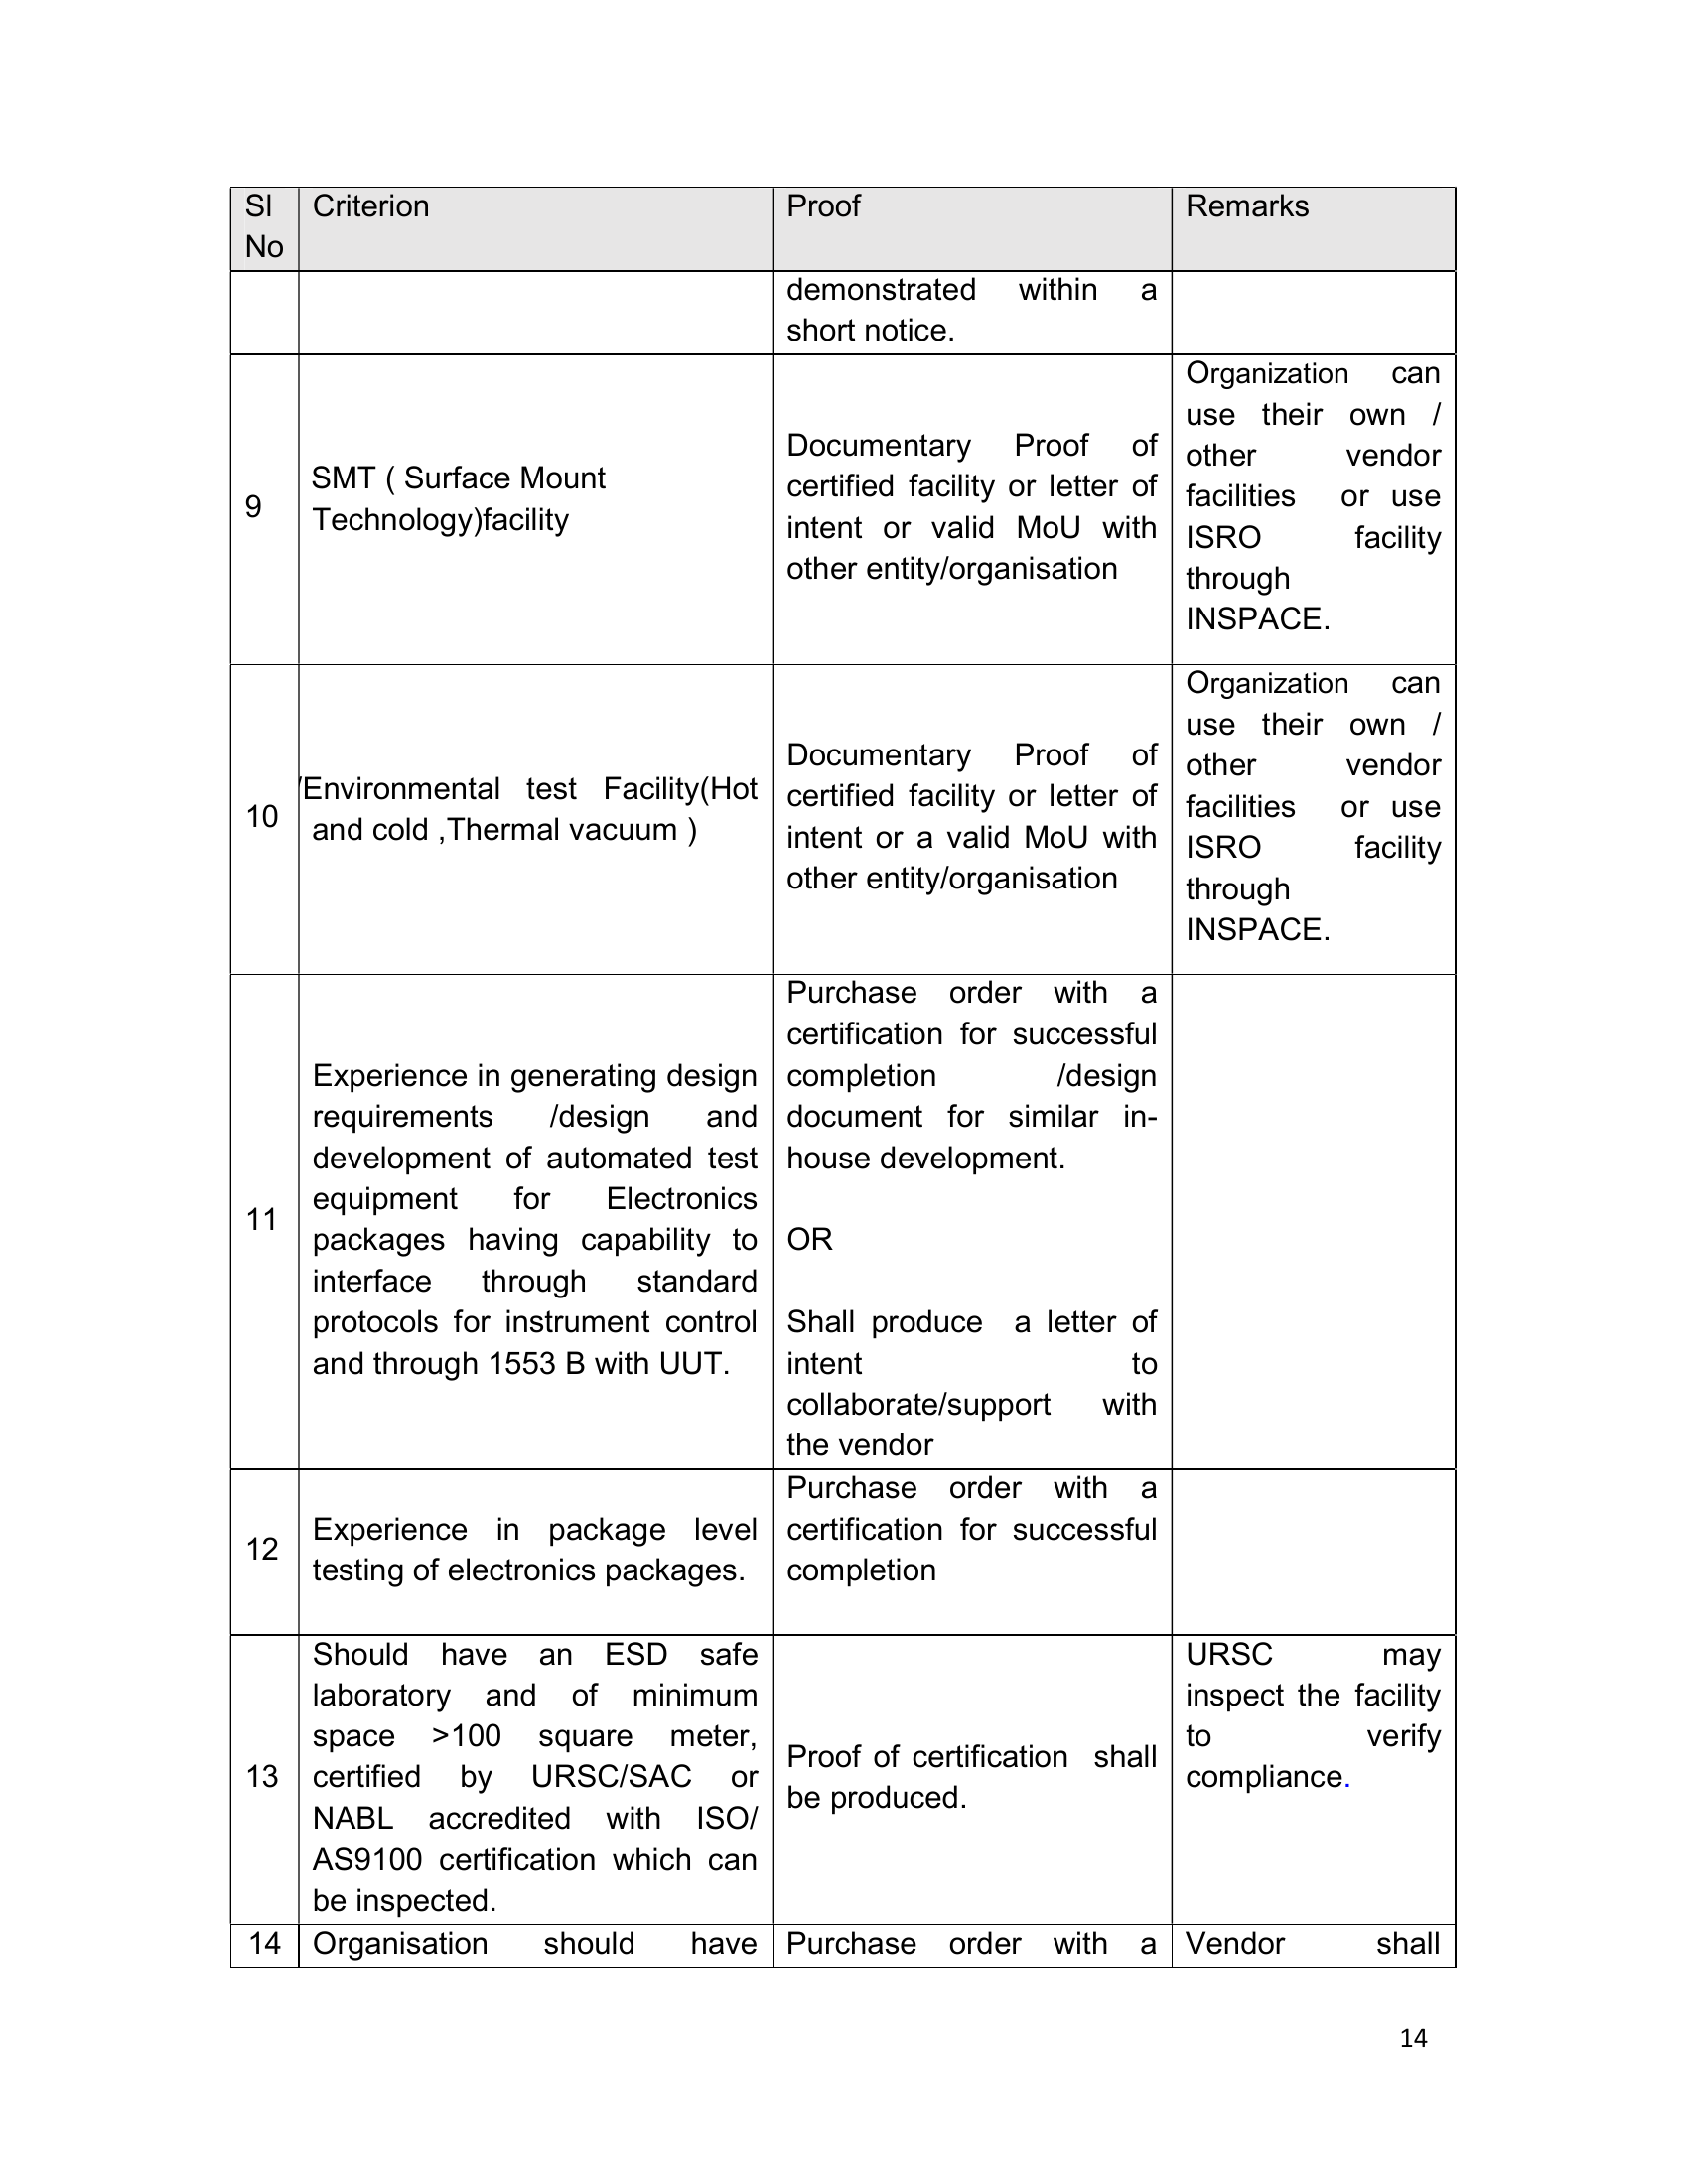 Sl No
Criterion
Proof
Remarks
demonstrated within a
short notice.
9
SMT ( Surface Mount
Technology)facility
Documentary Proof of
certified facility or letter of
intent or valid MoU with
other entity/organisation
Organization can
use their own /
other vendor
facilities or use
ISRO facility
through
INSPACE.
10
/Environmental test Facility(Hot
and cold ,Thermal vacuum )
Documentary Proof of
certified facility or letter of
intent or a valid MoU with
other entity/organisation
Organization can
use their own /
other vendor
facilities or use
ISRO facility
through
INSPACE.
11
Experience in generating design
requirements /design and
development of automated test
equipment for Electronics
packages having capability to
interface through standard
protocols for instrument control
and through 1553 B with UUT.
Purchase order with a
certification for successful
completion /design
document for similar in-
house development.
OR
Shall produce a letter of
intent to
collaborate/support with
the vendor
12
Experience in package level
testing of electronics packages.
Purchase order with a
certification for successful
completion
13
Should have an ESD safe
laboratory and of minimum
space >100 square meter,
certified by URSC/SAC or
NABL accredited with ISO/
AS9100 certification which can
be inspected.
Proof of certification shall
be produced.
URSC may
inspect the facility
to verify
compliance.
14
Organisation should have
Purchase order with a
Vendor shall
14